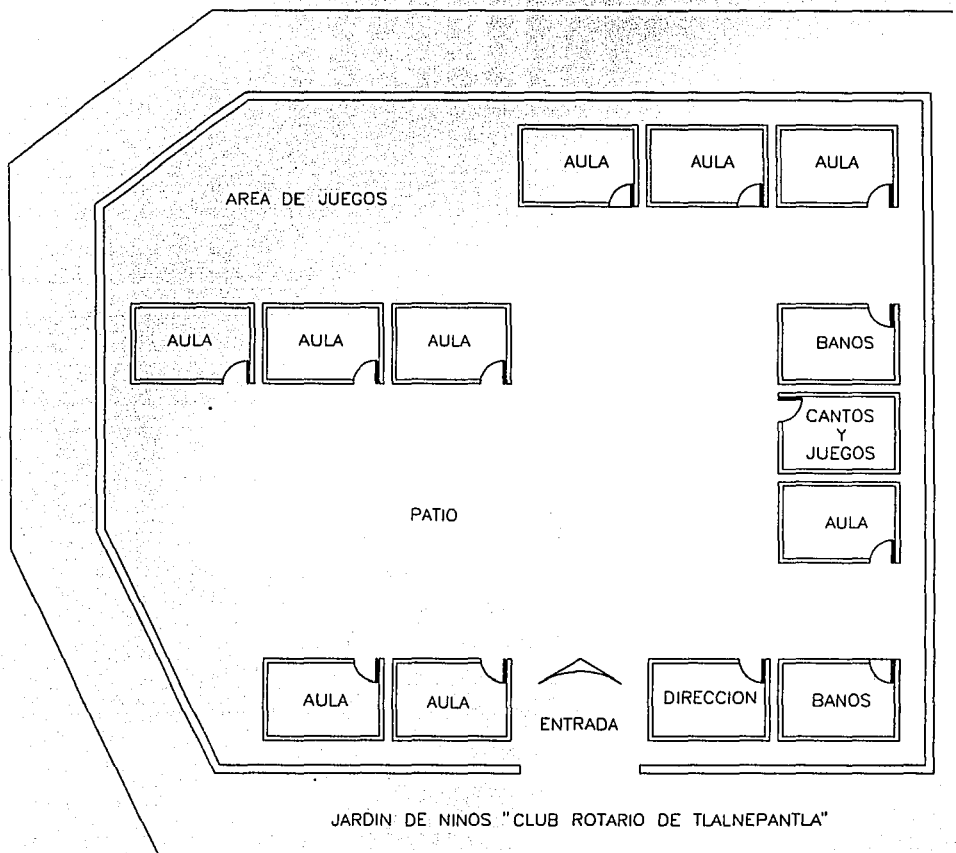 AULA AULA AULA
AREA DE JUEGOS
AULA AULA AULA
BANOS
CANTOS
Y
JUEGOS
PATIO
AULA
AULA AULA
ENTRADA
DIRECCION
BANOS
JARDIN DE NINOS "CLUB ROTARIO DE TLALNEPANTLA"